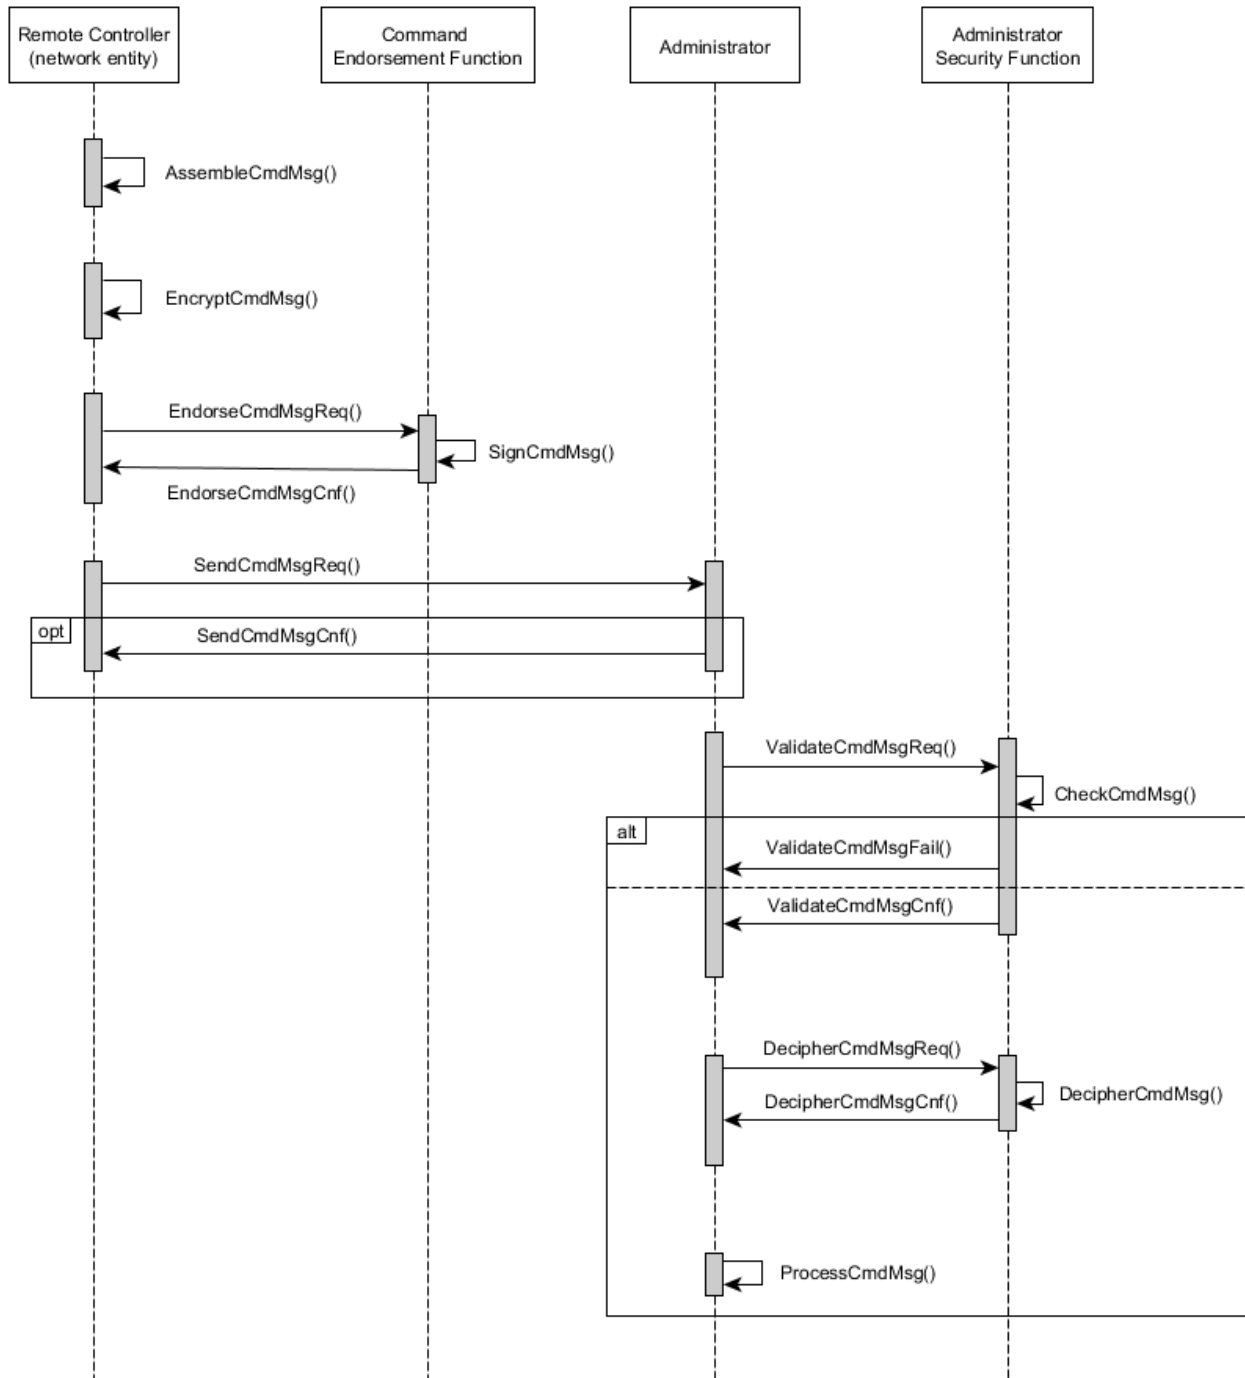 Remote Controller
(network entity)
Command
Endorsement Function
Administrator
Administrator
Security Function
AssembleCmdMsg()
EncryptCmdMsg()
EndorseCmdMsgReq()
SignCmdMsg()
EndorseCmdMsgCnf()
SendCmdMsgReq()
opt
SendCmdMsgCnf()
ValidateCmdMsgReq()
CheckCmdMsg()
alt
ValidateCmdMsgFail()
ValidateCmdMsgCnf()
DecipherCmdMsgReq()
DecipherCmdMsg()
DecipherCmdMsgCnf()
ProcessCmdMsg()